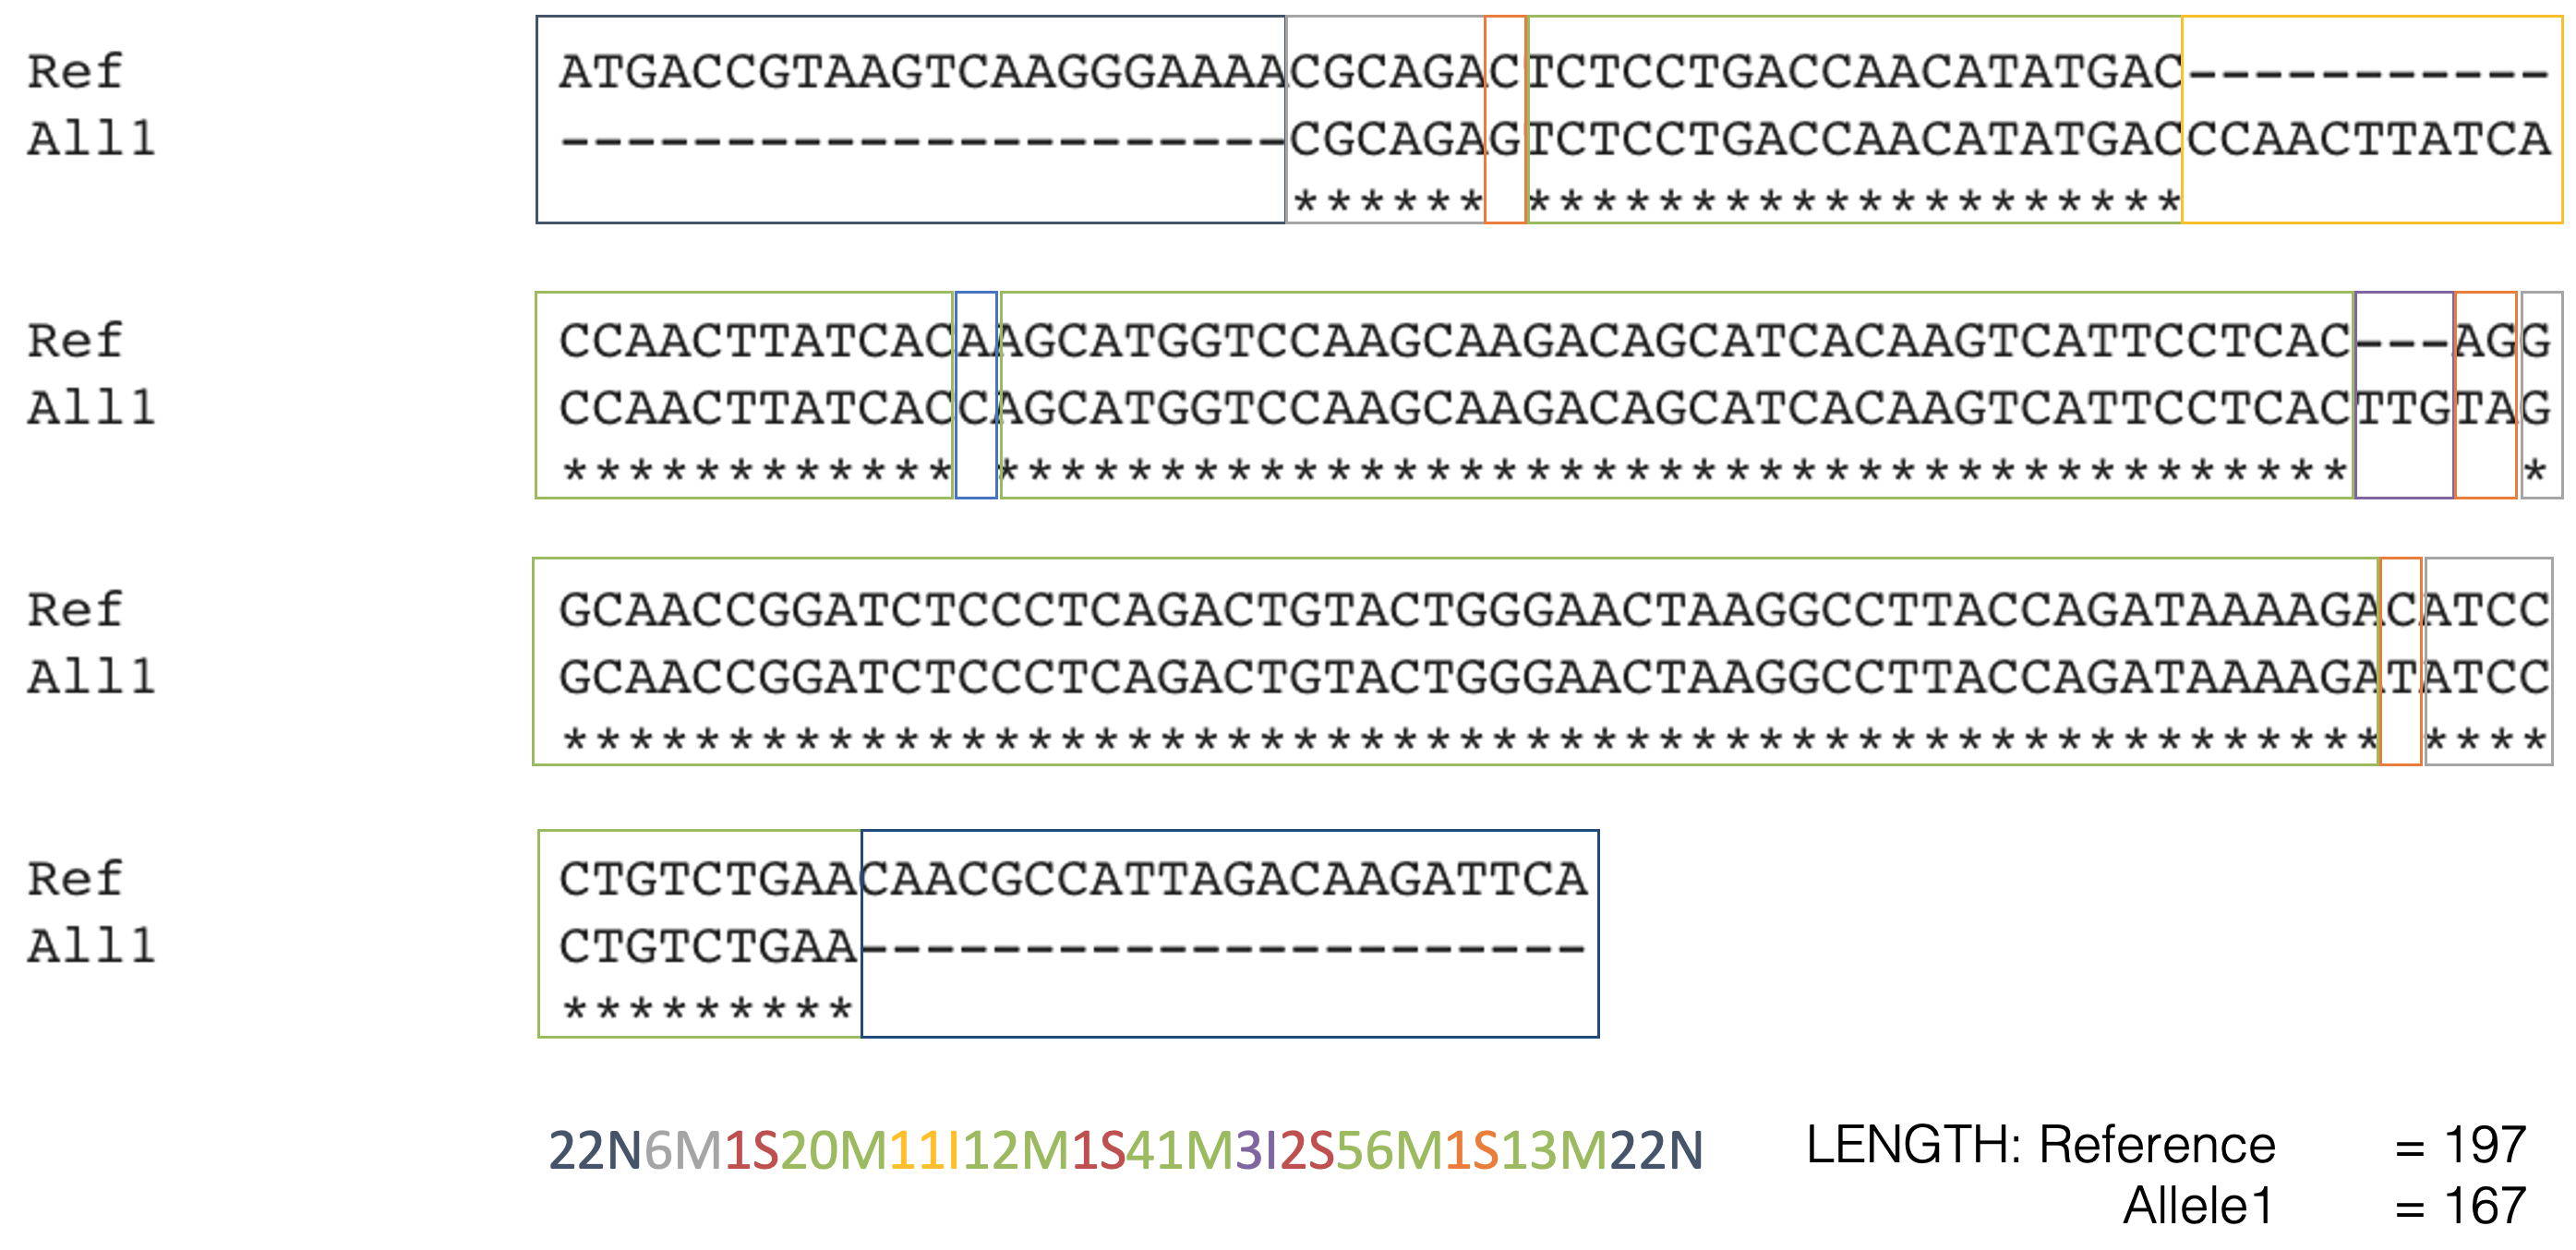 Ref ATGACCGTAAGTCAAGGGAAAACGCAGACTCTCCTGACCAACATATGAC-----------
All1 ----------------------CGCAGAGTCTCCTGACCAACATATGACCCAACTTATCA
****** ********************
Ref CCAACTTATCACAAGCATGGTCCAAGCAAGACAGCATCACAAGTCATTCCTCAC---AGG
All1 CCAACTTATCACCAGCATGGTCCAAGCAAGACAGCATCACAAGTCATTCCTCACTTGTAG
************ ***************************************** *
Ref GCAACCGGATCTCCCTCAGACTGTACTGGGAACTAAGGCCTTACCAGATAAAAGACATCC
All1 GCAACCGGATCTCCCTCAGACTGTACTGGGAACTAAGGCCTTACCAGATAAAAGATATCC
******************************************************* ****
Ref CTGTCTGAACAACGCCATTAGACAAGATTCA
All1 CTGTCTGAA----------------------
*********
22N6M1S20M11I12M1S41M3I2S56M1S13M22N
LENGTH: Reference = 197
Allele1 = 167